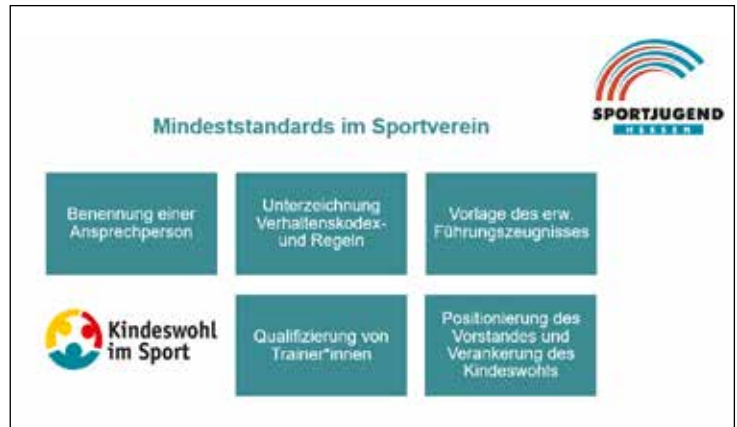 SPORTJUGEND
HESSEN
Mindeststandards im Sportverein
Benennung einer
Ansprechperson
Unterzeichnung
Verhaltenskodex-
und Regeln
Vorlage des erw.
Führungszeugnisses
Kindeswohl
im Sport
Qualifizierung von
Trainer*innen
Positionierung des
Vorstandes und
Verankerung des
Kindeswohls